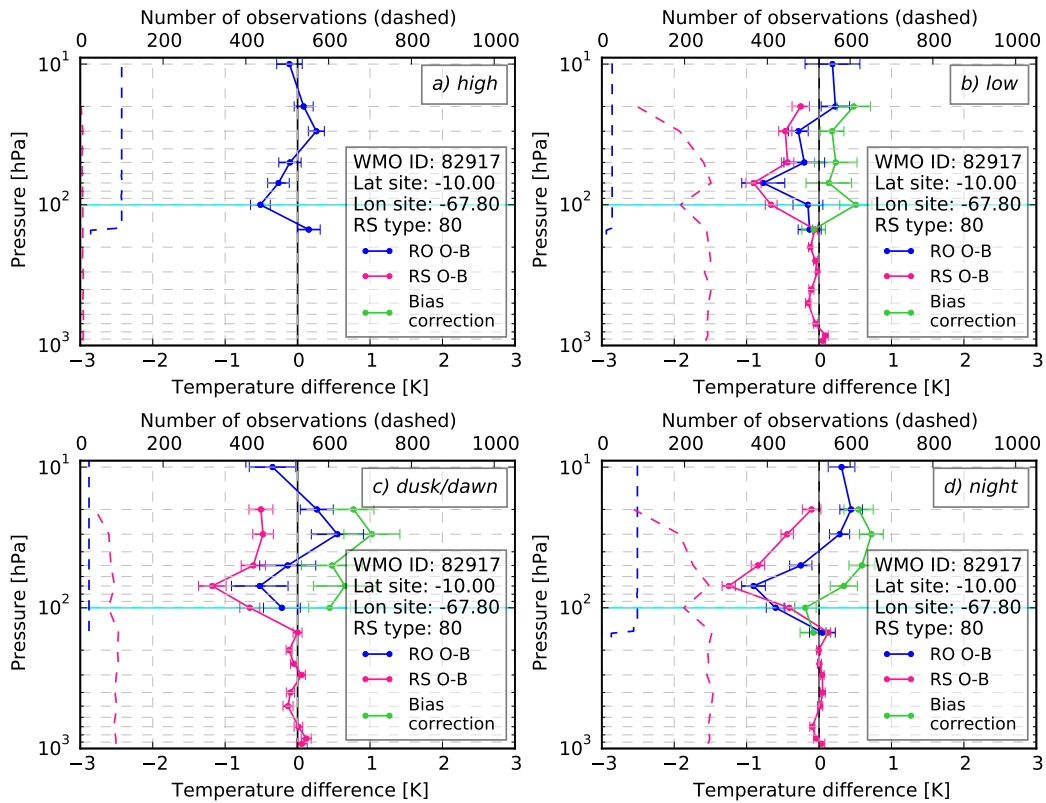 Number of observations (dashed)
0 200 400 600 800 1000
Pressure [hPa]
10^1
10^2
10^3
a) high
WMO ID: 82917
Lat site: -10.00
Lon site: -67.80
RS type: 80
RO O-B
RS O-B
Bias
correction
−3 −2 −1 0 1 2 3
Temperature difference [K]
Number of observations (dashed)
0 200 400 600 800 1000
Pressure [hPa]
10^1
10^2
10^3
b) low
WMO ID: 82917
Lat site: -10.00
Lon site: -67.80
RS type: 80
RO O-B
RS O-B
Bias
correction
−3 −2 −1 0 1 2 3
Temperature difference [K]
Number of observations (dashed)
0 200 400 600 800 1000
Pressure [hPa]
10^1
10^2
10^3
c) dusk/dawn
WMO ID: 82917
Lat site: -10.00
Lon site: -67.80
RS type: 80
RO O-B
RS O-B
Bias
correction
−3 −2 −1 0 1 2 3
Temperature difference [K]
Number of observations (dashed)
0 200 400 600 800 1000
Pressure [hPa]
10^1
10^2
10^3
d) night
WMO ID: 82917
Lat site: -10.00
Lon site: -67.80
RS type: 80
RO O-B
RS O-B
Bias
correction
−3 −2 −1 0 1 2 3
Temperature difference [K]